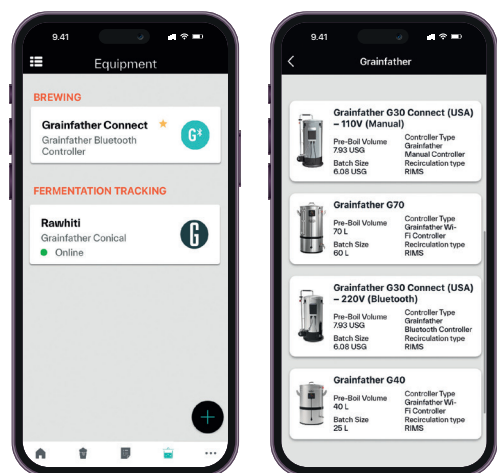 9.41
Equipment
BREWING
Grainfather Connect
Grainfather Bluetooth
Controller
G
FERMENTATION TRACKING
Rawhiti
Grainfather Conical
Online
G
9.41
Grainfather
Grainfather G30 Connect (USA)
– 110V (Manual)
Pre-Boil Volume
7.93 USG
Batch Size
6.08 USG
Controller Type
Grainfather
Manual Controller
Recirculation type
RIMS
Grainfather G70
Pre-Boil Volume
70 L
Batch Size
60 L
Controller Type
Grainfather Wi-
Fi Controller
Recirculation type
RIMS
Grainfather G30 Connect (USA)
– 220V (Bluetooth)
Pre-Boil Volume
7.93 USG
Batch Size
6.08 USG
Controller Type
Grainfather
Bluetooth Controller
Recirculation type
RIMS
Grainfather G40
Pre-Boil Volume
40 L
Batch Size
25 L
Controller Type
Grainfather Wi-
Fi Controller
Recirculation type
RIMS